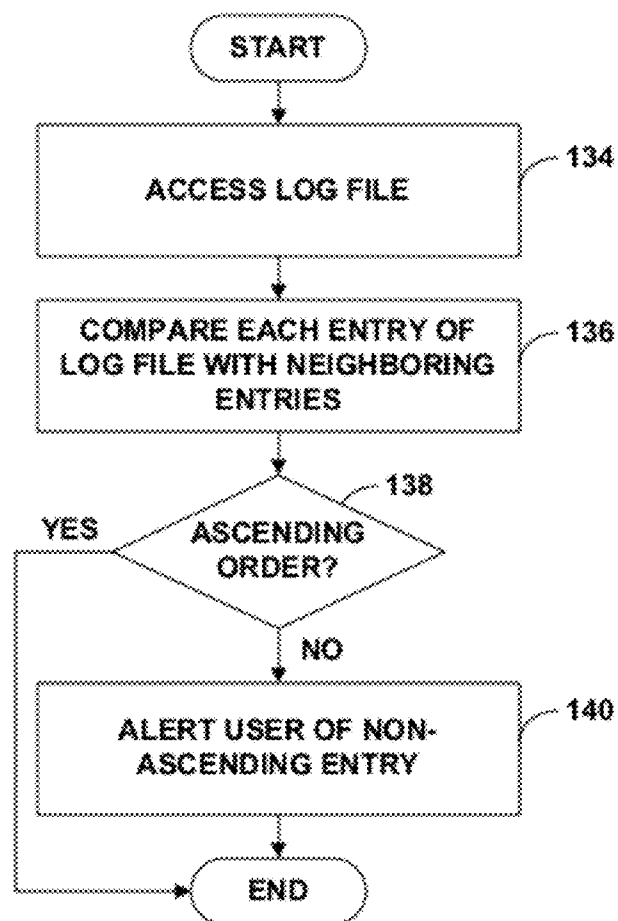 START
ACCESS LOG FILE
134
COMPARE EACH ENTRY OF
LOG FILE WITH NEIGHBORING
ENTRIES
136
138
YES
ASCENDING
ORDER?
NO
ALERT USER OF NON-
ASCENDING ENTRY
140
END